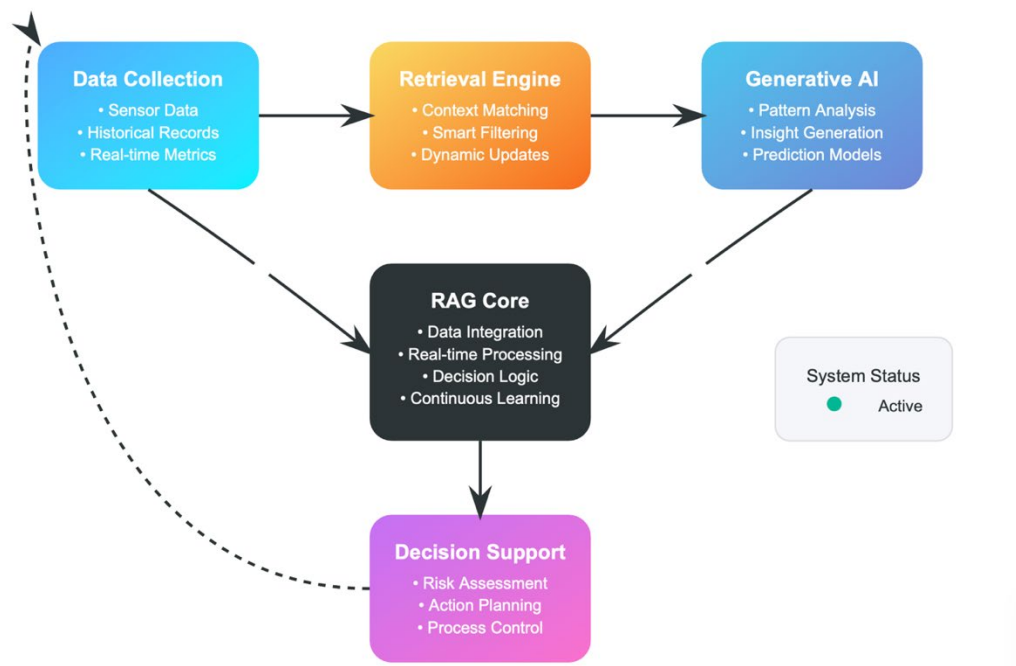 Data Collection
• Sensor Data
• Historical Records
• Real-time Metrics
Retrieval Engine
• Context Matching
• Smart Filtering
• Dynamic Updates
Generative AI
• Pattern Analysis
• Insight Generation
• Prediction Models
RAG Core
• Data Integration
• Real-time Processing
• Decision Logic
• Continuous Learning
System Status
Active
Decision Support
• Risk Assessment
• Action Planning
• Process Control